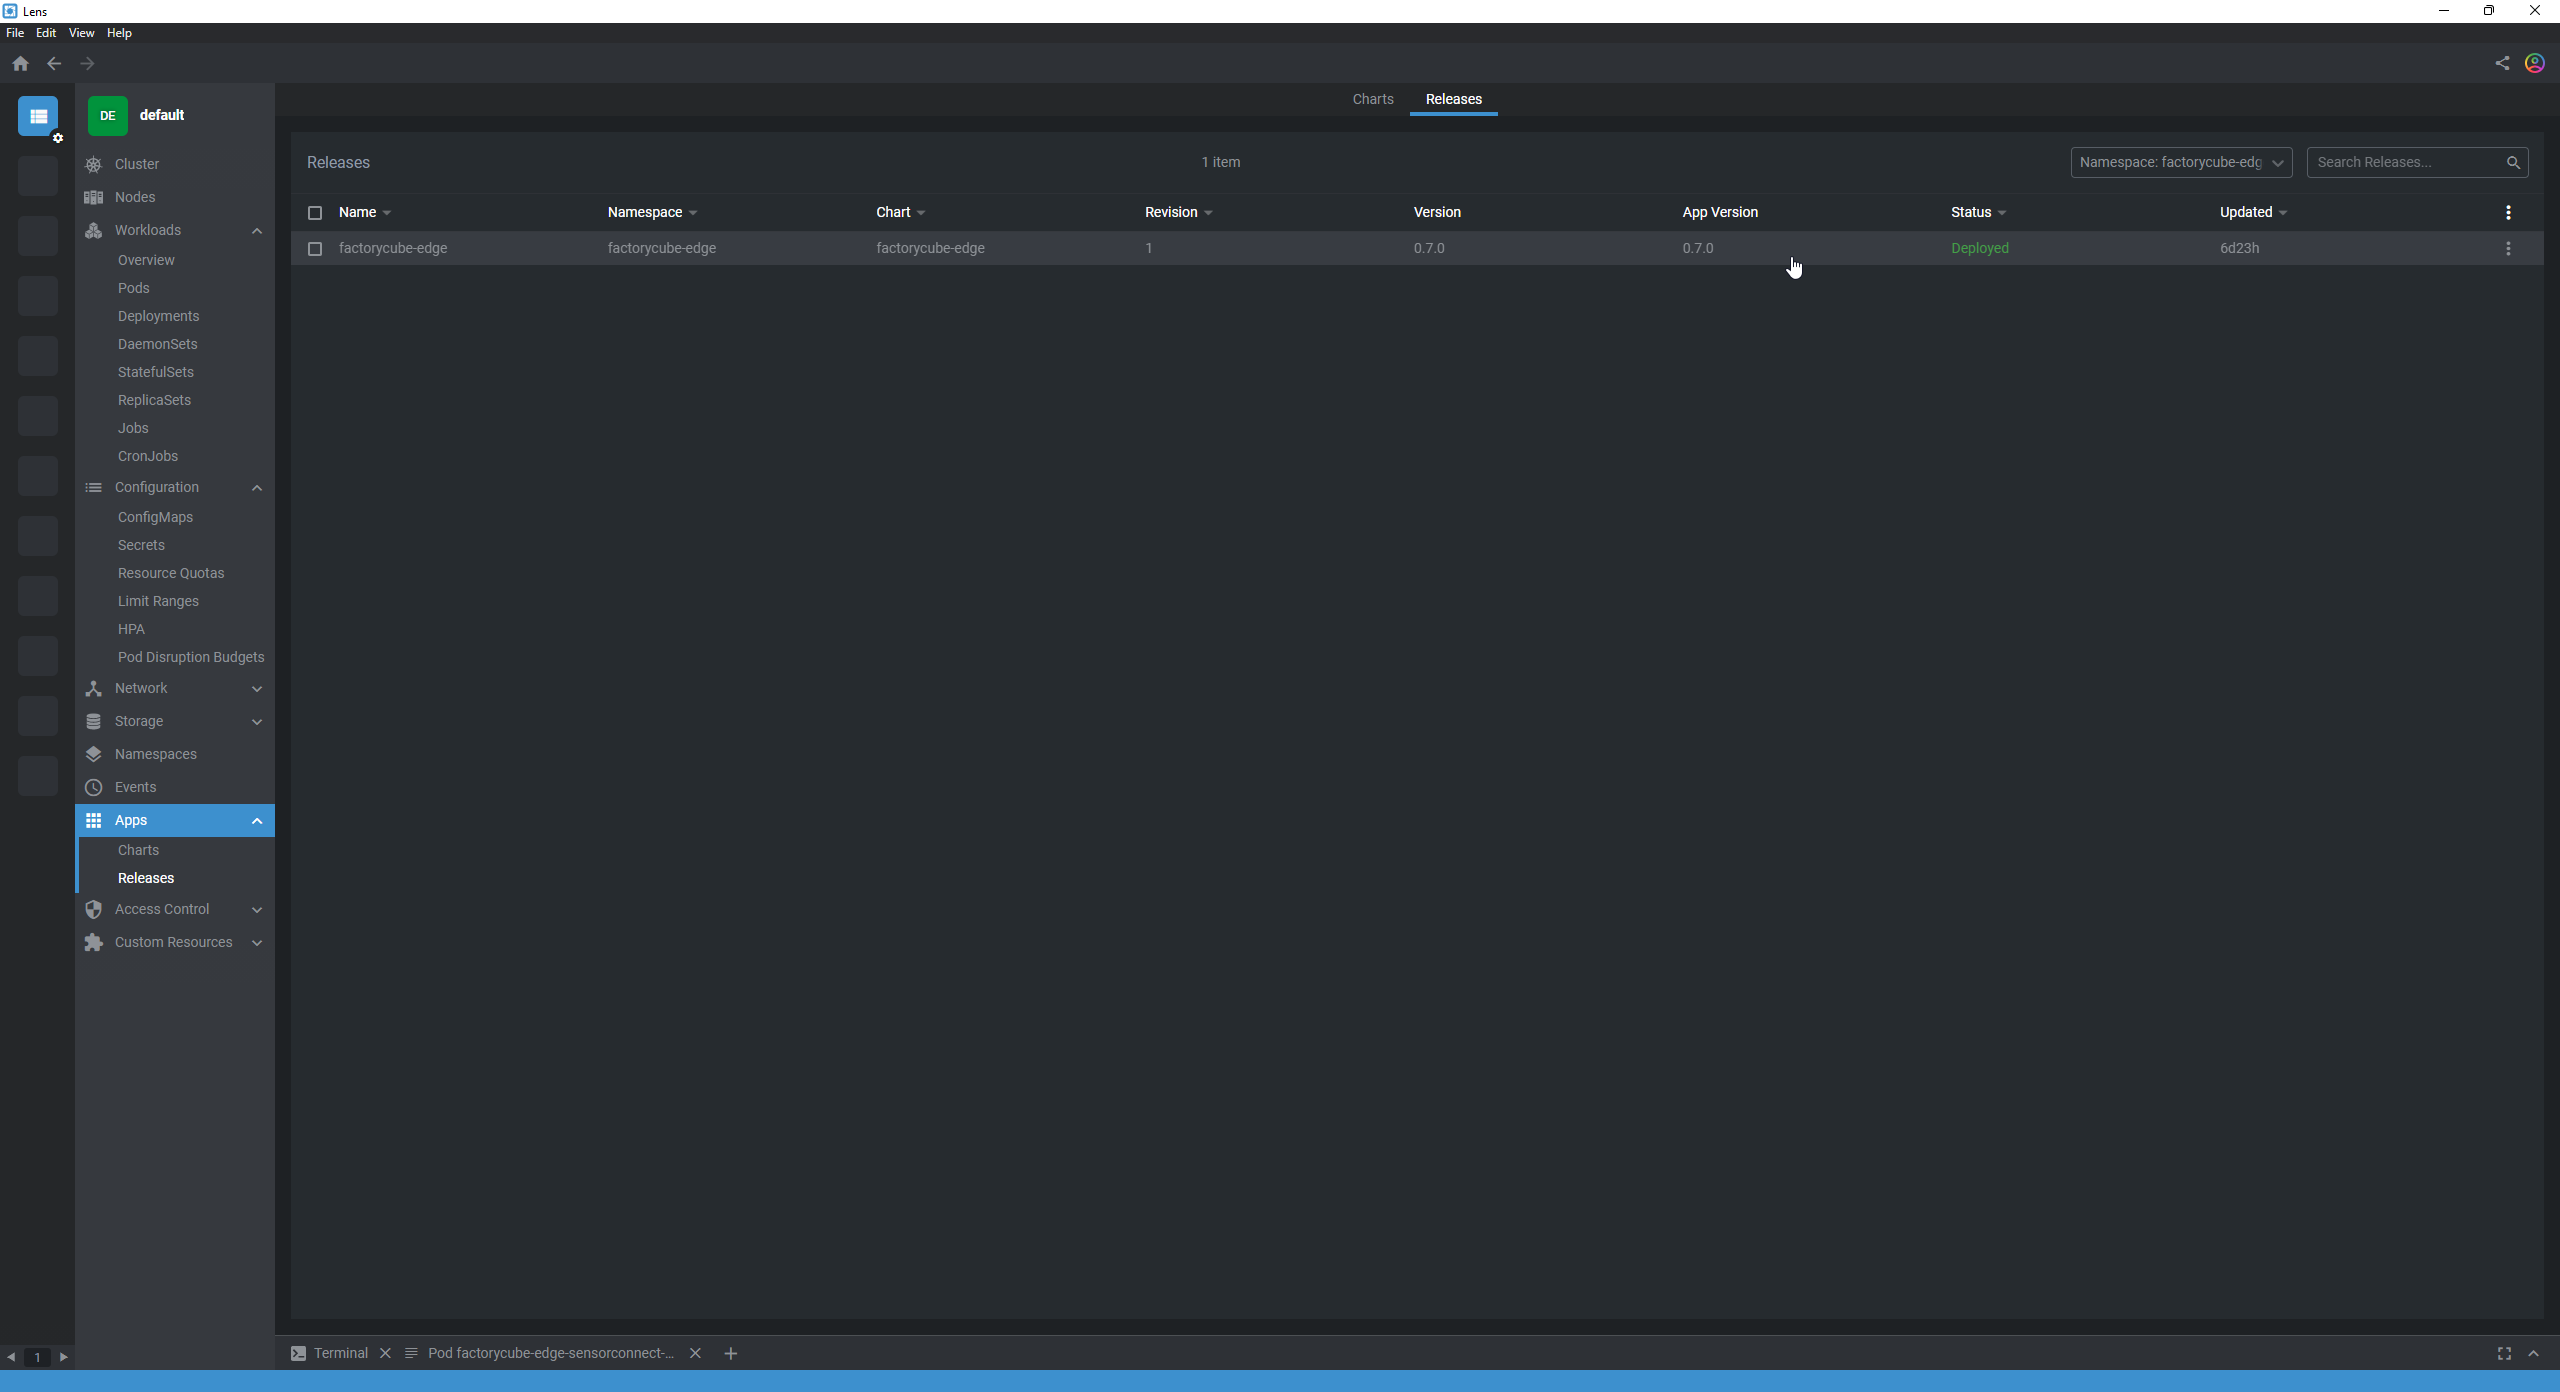 Lens
File Edit View Help
DE default
Cluster
Nodes
Workloads
Overview
Pods
Deployments
DaemonSets
StatefulSets
ReplicaSets
Jobs
CronJobs
Configuration
ConfigMaps
Secrets
Resource Quotas
Limit Ranges
HPA
Pod Disruption Budgets
Network
Storage
Namespaces
Events
Apps
Charts
Releases
Access Control
Custom Resources
1
Charts Releases
Releases 1 item Namespace: factorycube-edg Search Releases...
Name Namespace Chart Revision Version App Version Status Updated
factorycube-edge factorycube-edge factorycube-edge 1 0.7.0 0.7.0 Deployed 6d23h
Terminal Pod factorycube-edge-sensorconnect-...